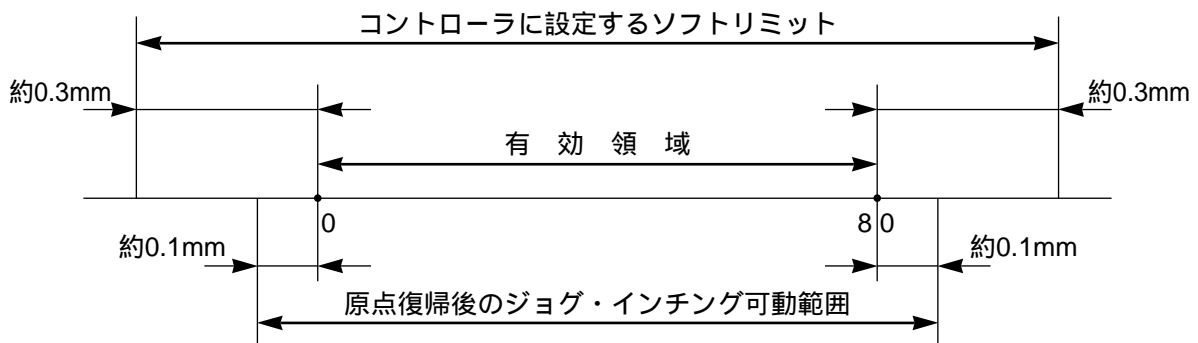 コントローラに設定するソフトリミット
約0.3mm
約0.3mm
有 効 領 域
0
80
約0.1mm
約0.1mm
原点復帰後のジョグ・インチング可動範囲